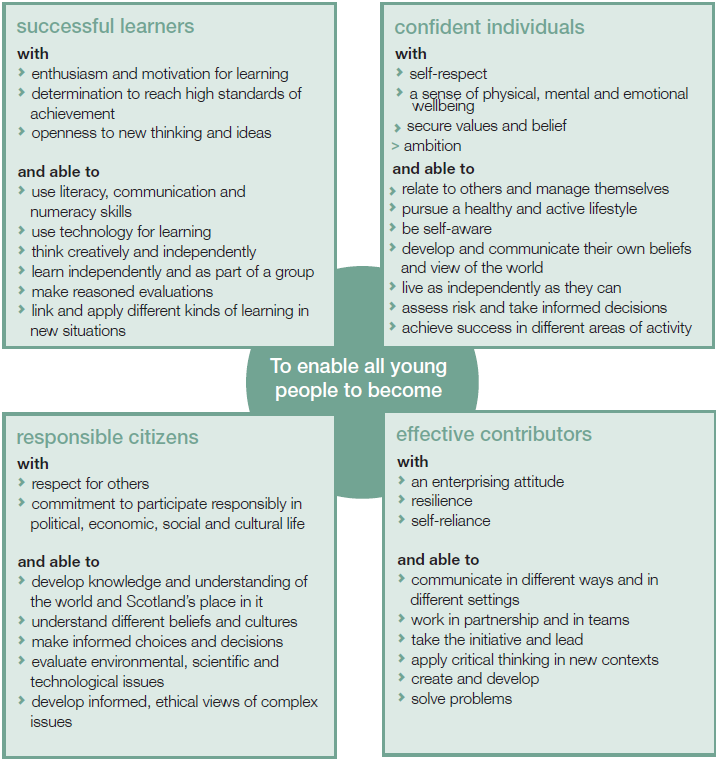 successful learners
with
> enthusiasm and motivation for learning
> determination to reach high standards of
achievement
> openness to new thinking and ideas
and able to
> use literacy, communication and
numeracy skills
> use technology for learning
> think creatively and independently
> learn independently and as part of a group
> make reasoned evaluations
> link and apply different kinds of learning in
new situations
confident individuals
with
> self-respect
> a sense of physical, mental and emotional
wellbeing
> secure values and belief
> ambition
and able to
> relate to others and manage themselves
> pursue a healthy and active lifestyle
> be self-aware
> develop and communicate their own beliefs
and view of the world
> live as independently as they can
> assess risk and take informed decisions
> achieve success in different areas of activity
To enable all young
people to become
responsible citizens
with
> respect for others
> commitment to participate responsibly in
political, economic, social and cultural life
and able to
> develop knowledge and understanding of
the world and Scotland's place in it
> understand different beliefs and cultures
> make informed choices and decisions
> evaluate environmental, scientific and
technological issues
> develop informed, ethical views of complex
issues
effective contributors
with
> an enterprising attitude
> resilience
> self-reliance
and able to
> communicate in different ways and in
different settings
> work in partnership and in teams
> take the initiative and lead
> apply critical thinking in new contexts
> create and develop
> solve problems